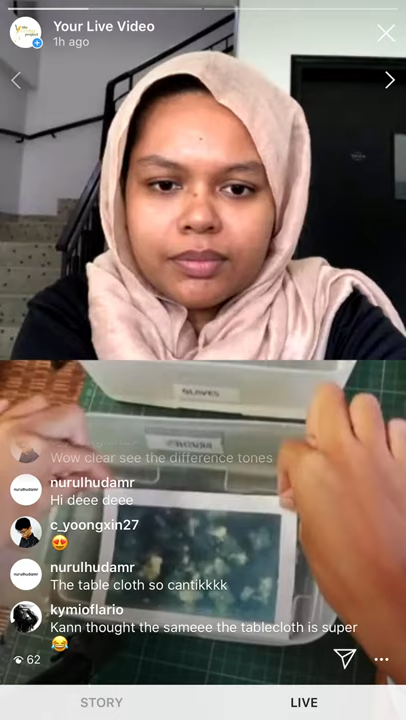 Your Live Video
1h ago
GLOVES
Wow clear see the difference tones
nurulhudamr
Hi deee deee
c_yoongxin27
😍
nurulhudamr
The table cloth so cantikkkk
kymioflario
Kann thought the sameee the tablecloth is super
😂
62
STORY
LIVE